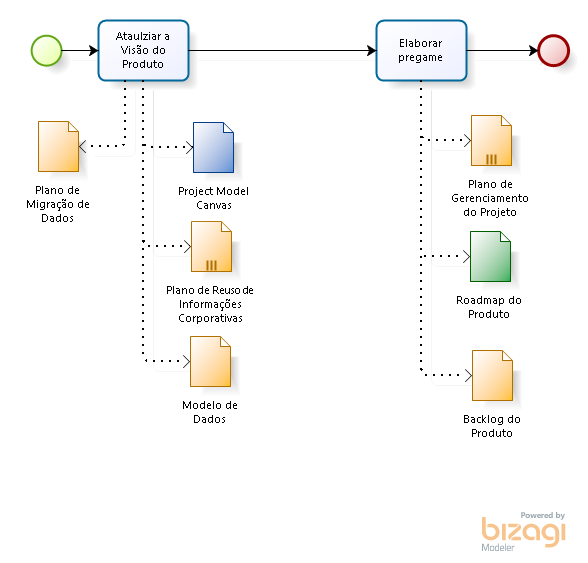 Ataulziar a
Visão do
Produto
Elaborar
pregame
Plano de
Migração de
Dados
Project Model
Canvas
Plano de Reuso de
Informações
Corporativas
Modelo de
Dados
Plano de
Gerenciamento
do Projeto
Roadmap do
Produto
Backlog do
Produto
Powered by
bizagi
Modeler